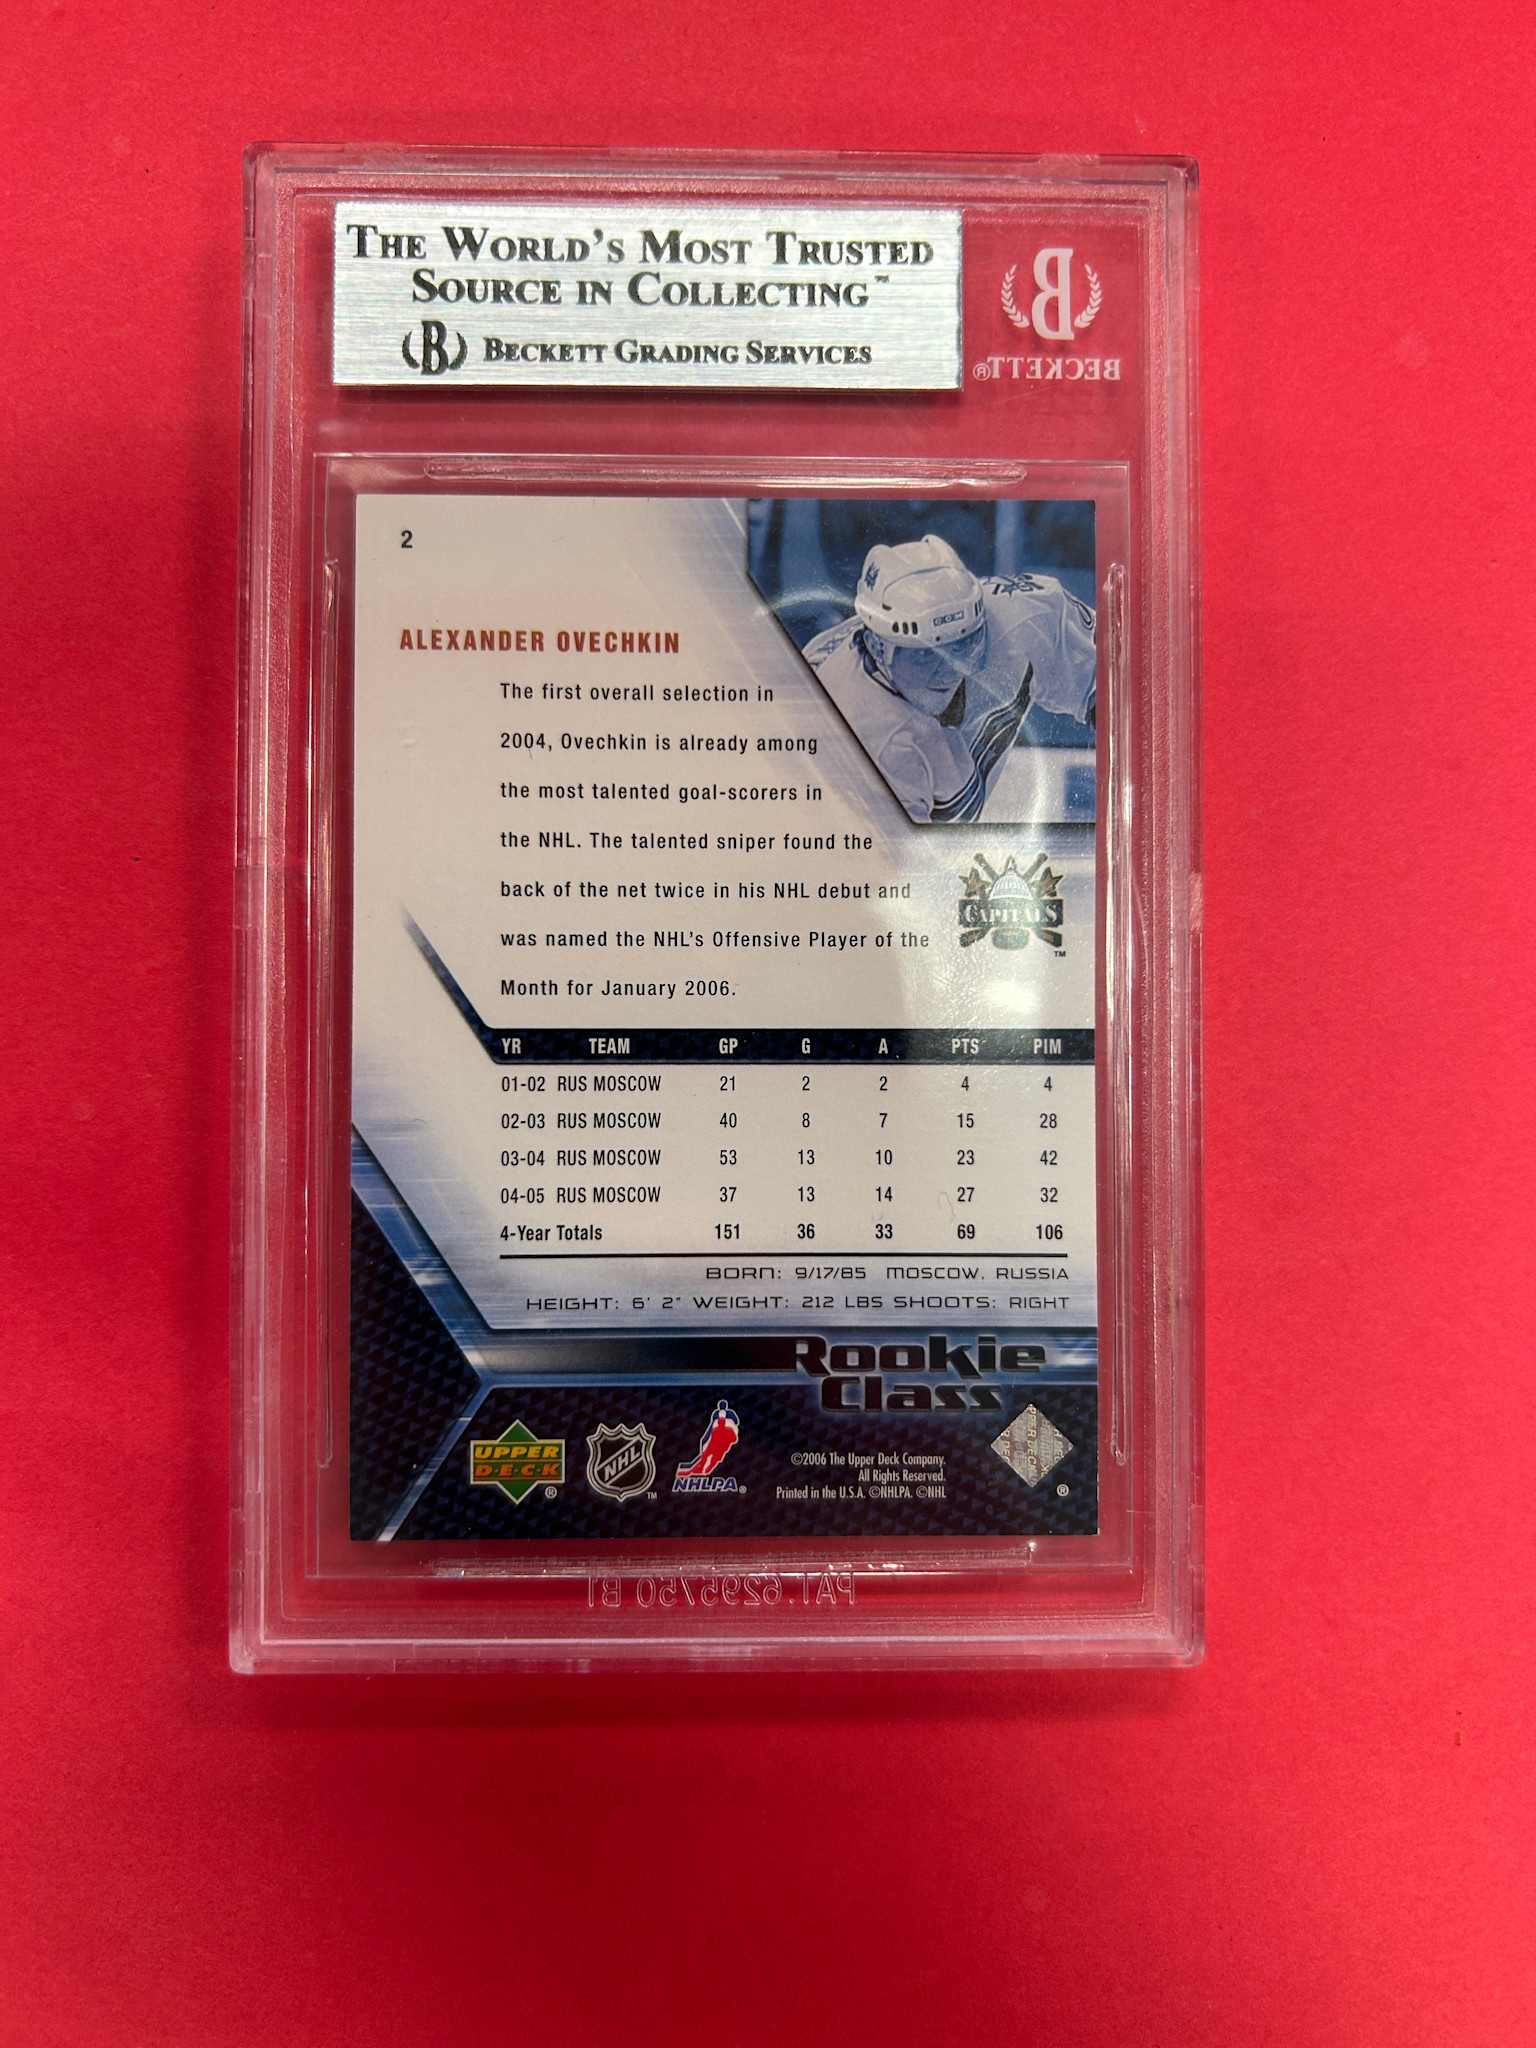 THE WORLD'S MOST TRUSTED
SOURCE IN COLLECTING™
B BECKETT GRADING SERVICES
B
BECKETT®
2
ALEXANDER OVECHKIN
The first overall selection in
2004, Ovechkin is already among
the most talented goal-scorers in
the NHL. The talented sniper found the
back of the net twice in his NHL debut and
was named the NHL's Offensive Player of the
Month for January 2006.
CCM
CAPITALS
™
YR TEAM GP G A PTS PIM
01-02 RUS MOSCOW 21 2 2 4 4
02-03 RUS MOSCOW 40 8 7 15 28
03-04 RUS MOSCOW 53 13 10 23 42
04-05 RUS MOSCOW 37 13 14 27 32
4-Year Totals 151 36 33 69 106
BORN: 9/17/85 MOSCOW, RUSSIA
HEIGHT: 6' 2" WEIGHT: 212 LBS SHOOTS: RIGHT
Rookie
Class
UPPER
DECK®
NHL™
NHLPA®
©2006 The Upper Deck Company.
All Rights Reserved.
Printed in the U.S.A. ©NHLPA. ©NHL
®
PAT.6295750 B1